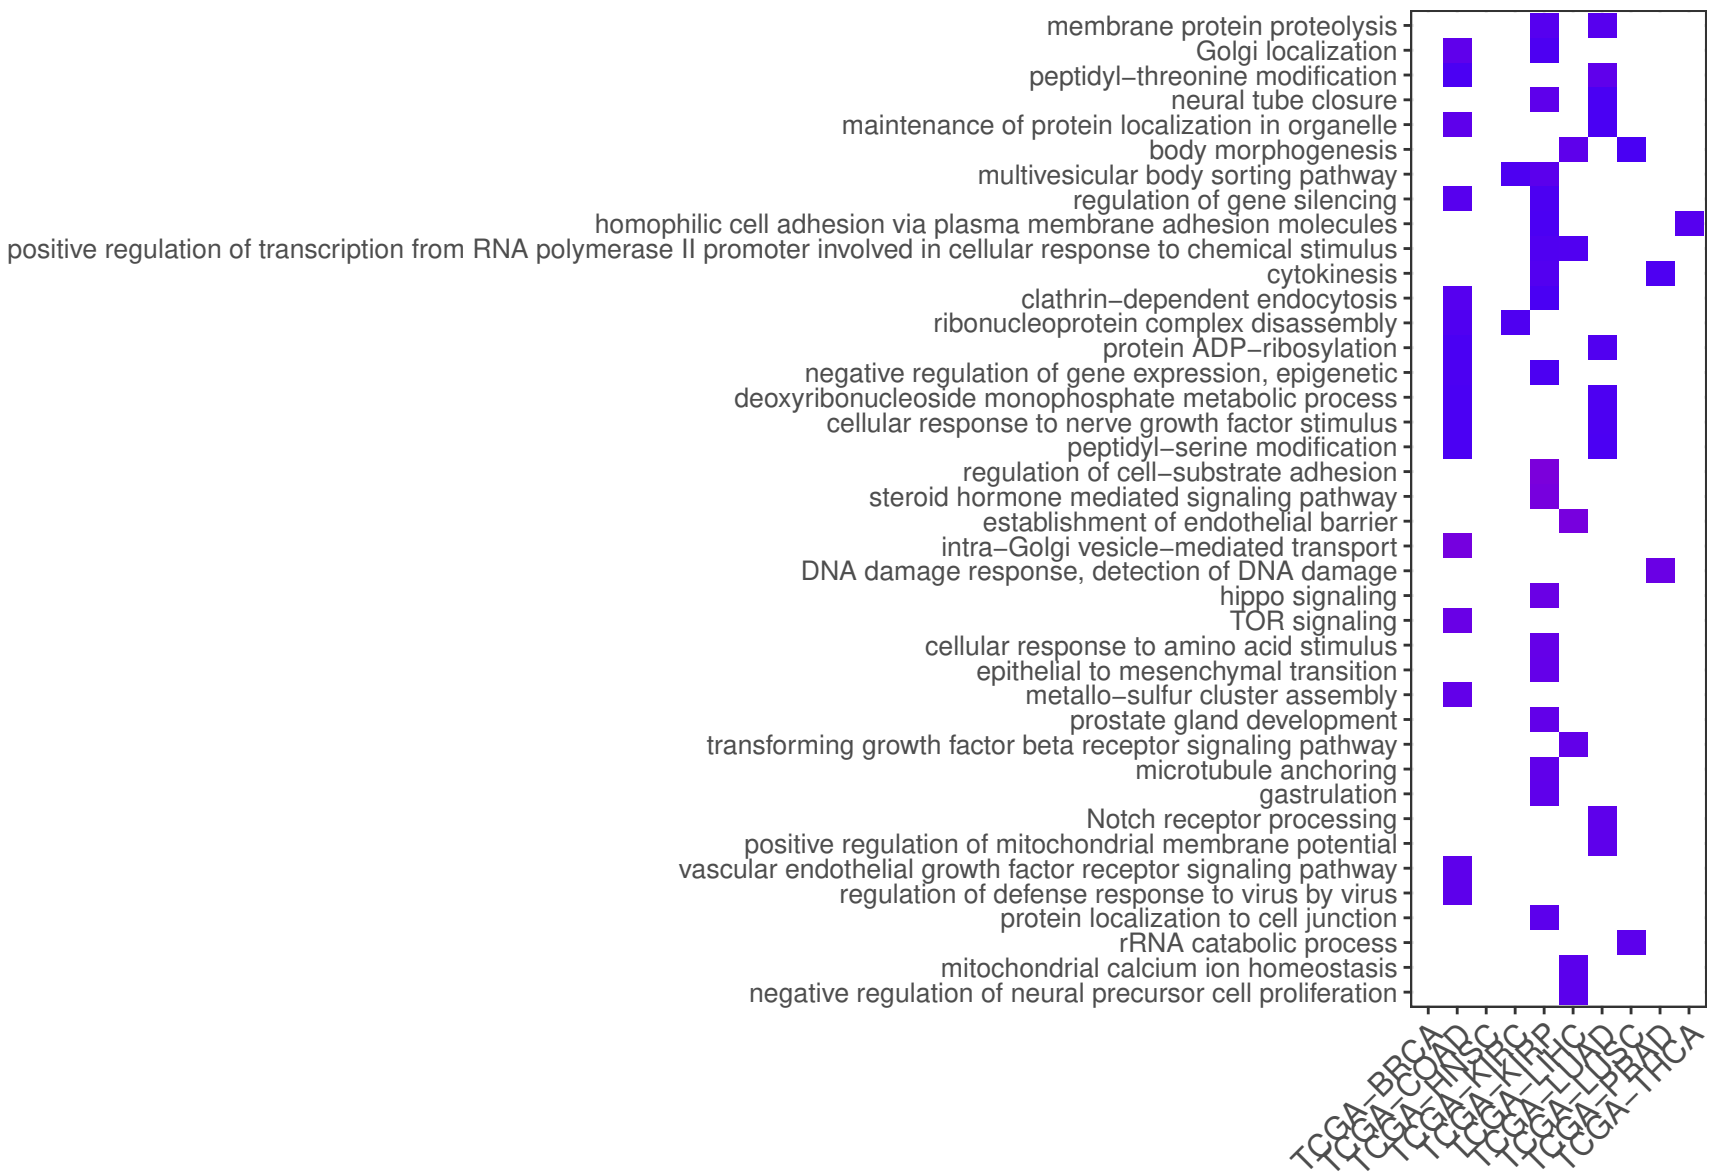 membrane protein proteolysis
Golgi localization
peptidyl−threonine modification
neural tube closure
maintenance of protein localization in organelle
body morphogenesis
multivesicular body sorting pathway
regulation of gene silencing
homophilic cell adhesion via plasma membrane adhesion molecules
positive regulation of transcription from RNA polymerase II promoter involved in cellular response to chemical stimulus
cytokinesis
clathrin−dependent endocytosis
ribonucleoprotein complex disassembly
protein ADP−ribosylation
negative regulation of gene expression, epigenetic
deoxyribonucleoside monophosphate metabolic process
cellular response to nerve growth factor stimulus
peptidyl−serine modification
regulation of cell−substrate adhesion
steroid hormone mediated signaling pathway
establishment of endothelial barrier
intra−Golgi vesicle−mediated transport
DNA damage response, detection of DNA damage
hippo signaling
TOR signaling
cellular response to amino acid stimulus
epithelial to mesenchymal transition
metallo−sulfur cluster assembly
prostate gland development
transforming growth factor beta receptor signaling pathway
microtubule anchoring
gastrulation
Notch receptor processing
positive regulation of mitochondrial membrane potential
vascular endothelial growth factor receptor signaling pathway
regulation of defense response to virus by virus
protein localization to cell junction
rRNA catabolic process
mitochondrial calcium ion homeostasis
negative regulation of neural precursor cell proliferation
TCGA−BRCA
TCGA−COAD
TCGA−HNSC
TCGA−KIRC
TCGA−KIRP
TCGA−LIHC
TCGA−LUAD
TCGA−LUSC
TCGA−PRAD
TCGA−THCA